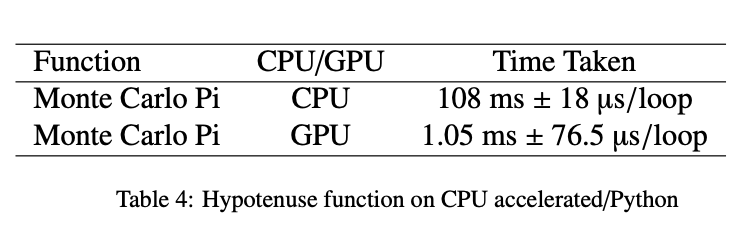 Function CPU/GPU Time Taken
Monte Carlo Pi CPU 108 ms ± 18 µs/loop
Monte Carlo Pi GPU 1.05 ms ± 76.5 µs/loop
Table 4: Hypotenuse function on CPU accelerated/Python